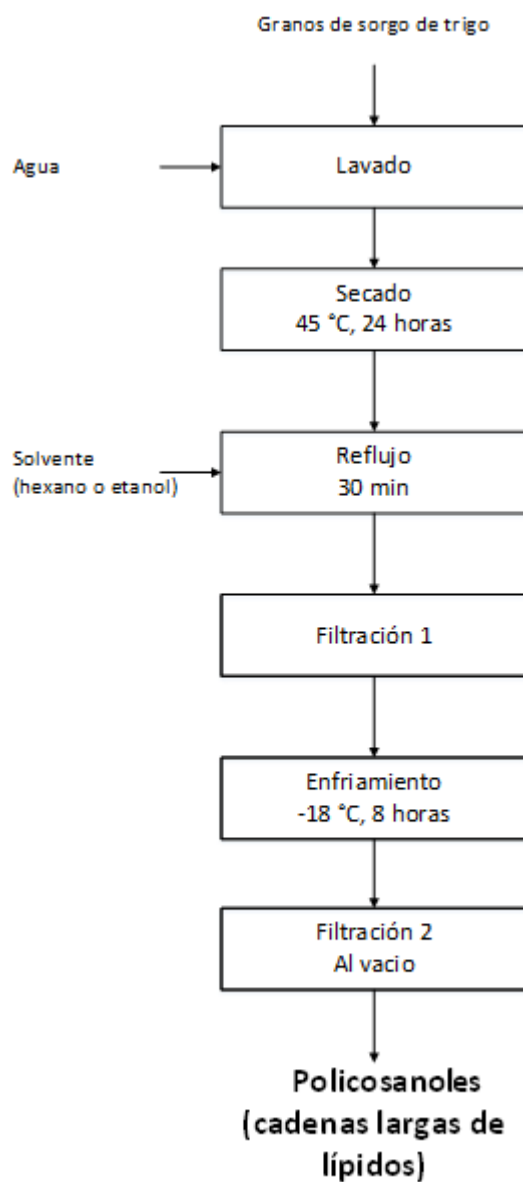 Granos de sorgo de trigo
Agua
Lavado
Secado
45 °C, 24 horas
Solvente
(hexano o etanol)
Reflujo
30 min
Filtración 1
Enfriamiento
-18 °C, 8 horas
Filtración 2
Al vacio
Policosanoles
(cadenas largas de
lípidos)